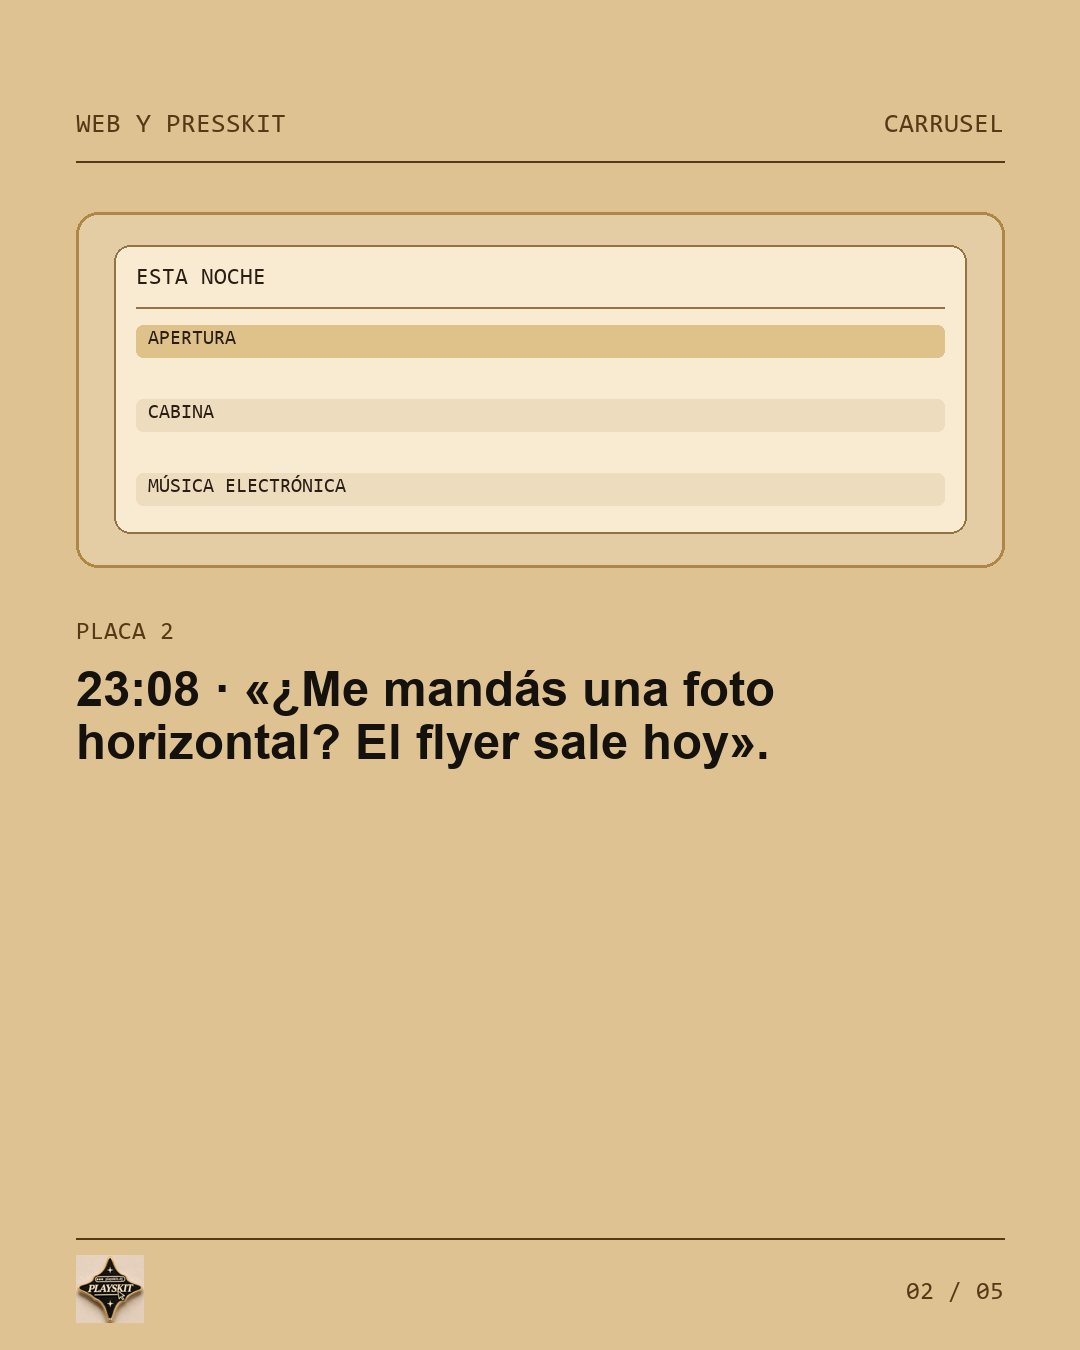 WEB Y PRESSKIT
CARRUSEL
ESTA NOCHE
APERTURA
CABINA
MÚSICA ELECTRÓNICA
PLACA 2
23:08 · «¿Me mandás una foto
horizontal? El flyer sale hoy».
PLAYSKIT
02 / 05